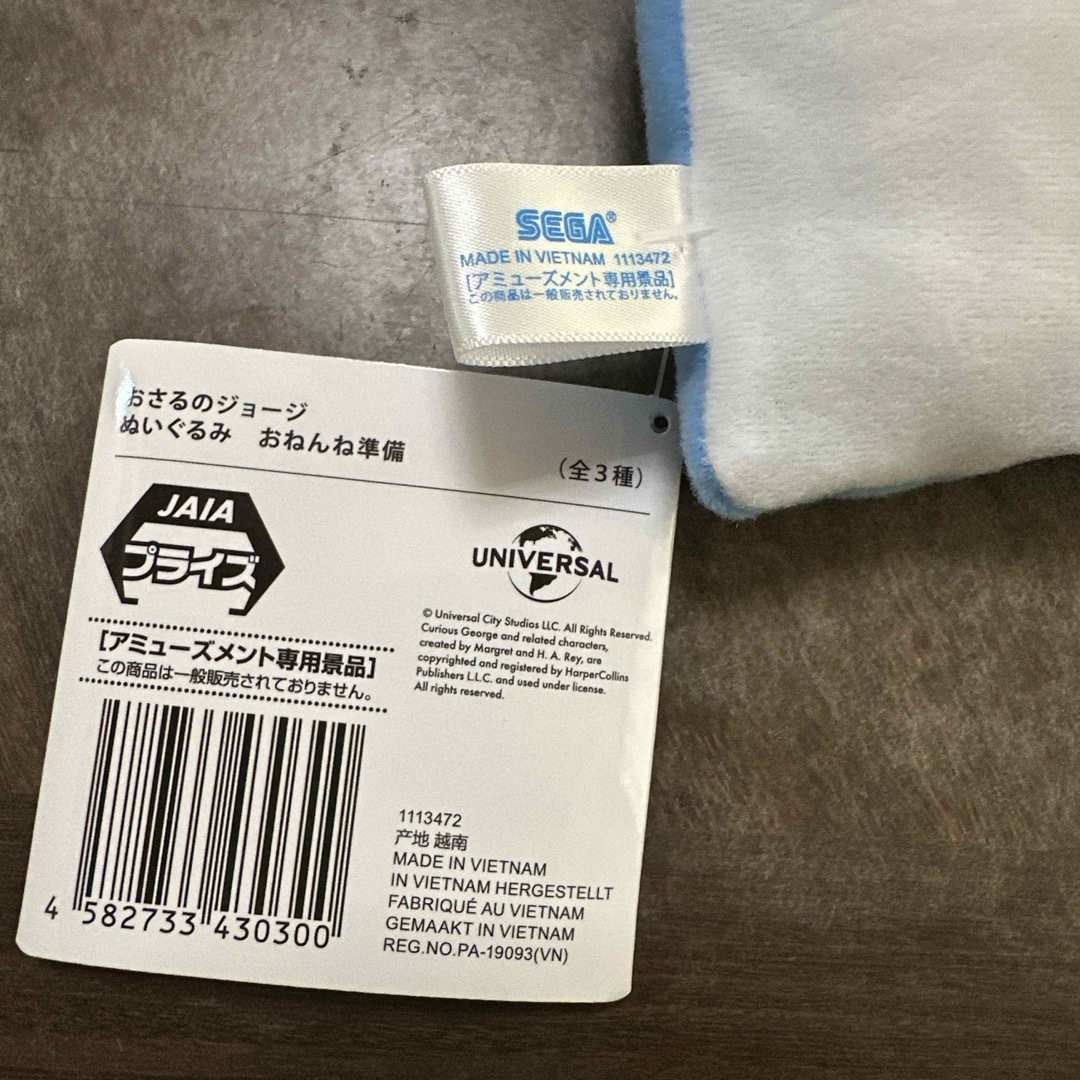 SEGA®
MADE IN VIETNAM 1113472
[アミューズメント専用景品]
この商品は一般販売されておりません。
おさるのジョージ
ぬいぐるみ　おねんね準備
（全3種）
JAIA
プライズ
[アミューズメント専用景品]
この商品は一般販売されておりません。
UNIVERSAL
© Universal City Studios LLC. All Rights Reserved.
Curious George and related characters,
created by Margret and H. A. Rey, are
copyrighted and registered by HarperCollins
Publishers L.L.C. and used under license.
All rights reserved.
4 582733 430300
1113472
产地 越南
MADE IN VIETNAM
IN VIETNAM HERGESTELLT
FABRIQUÉ AU VIETNAM
GEMAAKT IN VIETNAM
REG.NO.PA-19093(VN)